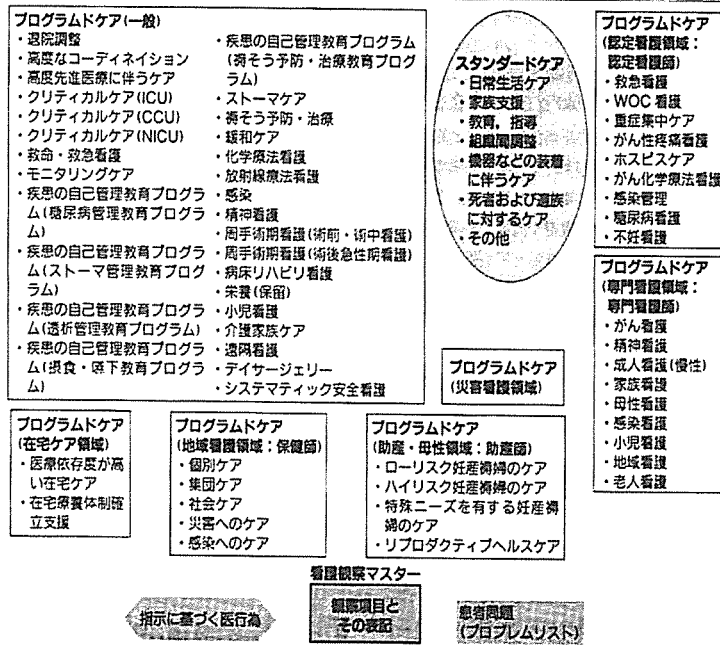 プログラムドケア(一般)
・退院調整
・高度なコーディネイション
・高度先進医療に伴うケア
・クリティカルケア(ICU)
・クリティカルケア(CCU)
・クリティカルケア(NICU)
・救命・救急看護
・モニタリングケア
・疾患の自己管理教育プログラ
ム(糖尿病管理教育プログラ
ム)
・疾患の自己管理教育プログラ
ム(ストーマ管理教育プログ
ラム)
・疾患の自己管理教育プログラ
ム(透析管理教育プログラム)
・疾患の自己管理教育プログラ
ム(摂食・嚥下教育プログラ
ム)
・疾患の自己管理教育プログラム
(褥そう予防・治療教育プログ
ラム)
・ストーマケア
・褥そう予防・治療
・緩和ケア
・化学療法看護
・放射線療法看護
・感染
・精神看護
・周手術期看護(術前・術中看護)
・周手術期看護(術後急性期看護)
・病床リハビリ看護
・栄養(保留)
・小児看護
・介護家族ケア
・遠隔看護
・デイサージェリー
・システマティック安全看護
スタンダードケア
・日常生活ケア
・家族支援
・教育,指導
・組織間調整
・機器などの装着
に伴うケア
・死者および遺族
に対するケア
・その他
プログラムドケア
(認定看護領域:
認定看護師)
・救急看護
・WOC 看護
・重症集中ケア
・がん性疼痛看護
・ホスピスケア
・がん化学療法看護
・感染管理
・糖尿病看護
・不妊看護
プログラムドケア
(専門看護領域:
専門看護師)
・がん看護
・精神看護
・成人看護(慢性)
・家族看護
・母性看護
・感染看護
・小児看護
・地域看護
・老人看護
プログラムドケア
(災害看護領域)
プログラムドケア
(在宅ケア領域)
・医療依存度が高
い在宅ケア
・在宅療養体制確
立支援
プログラムドケア
(地域看護領域:保健師)
・個別ケア
・集団ケア
・社会ケア
・災害へのケア
・感染へのケア
プログラムドケア
(助産・母性領域:助産師)
・ローリスク妊産褥婦のケア
・ハイリスク妊産褥婦のケア
・特殊ニーズを有する妊産褥
婦のケア
・リプロダクティブヘルスケア
看護観察マスター
指示に基づく医行為
観察項目と
その表記
患者問題
(プロブレムリスト)